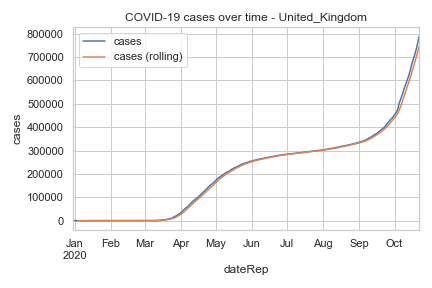 COVID-19 cases over time - United_Kingdom
cases
cases (rolling)
800000
700000
600000
500000
400000
300000
200000
100000
0
cases
Jan Feb Mar Apr May Jun Jul Aug Sep Oct
2020
dateRep